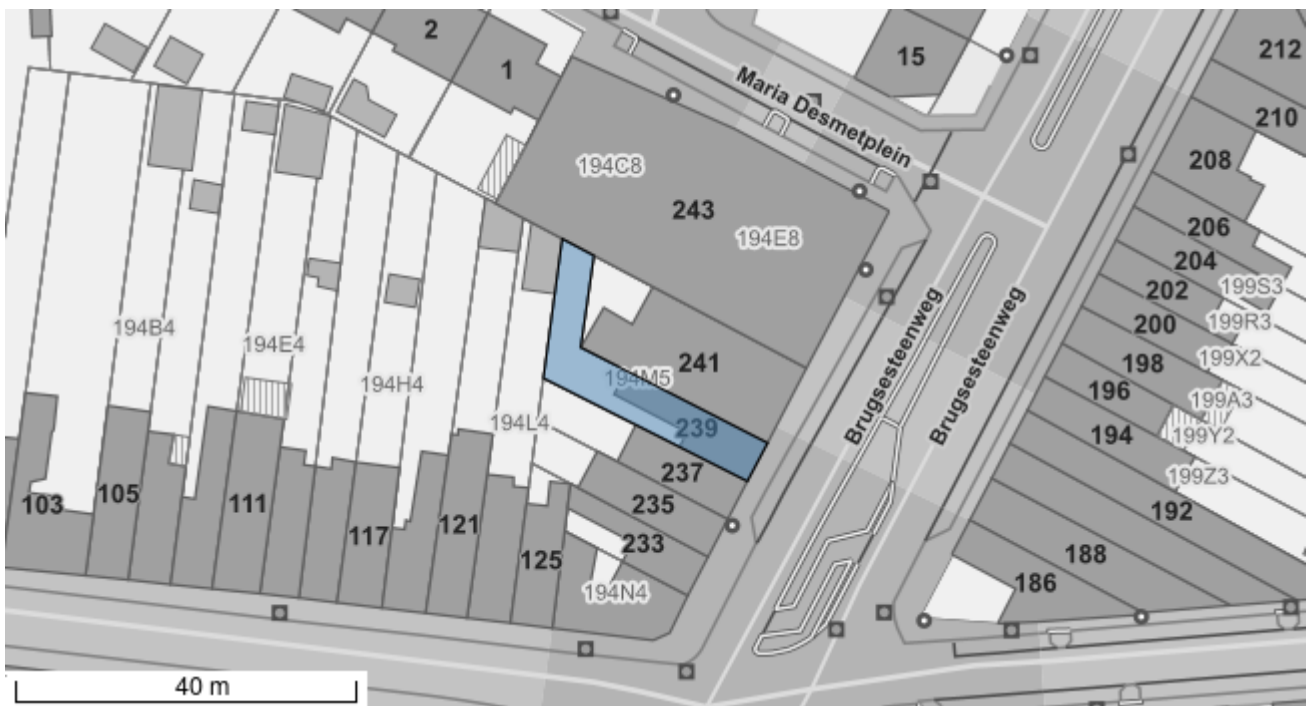 2
1
15
212
210
208
206
204
202
200
198
196
194
192
188
186
Maria Desmetplein
194C8
243
194E8
199S3
199R3
199X2
199A3
199Y2
199Z3
194B4
194E4
194H4
194L4
194M5
241
239
237
235
233
194N4
Brugsesteenweg
Brugsesteenweg
103
105
111
117
121
125
40 m